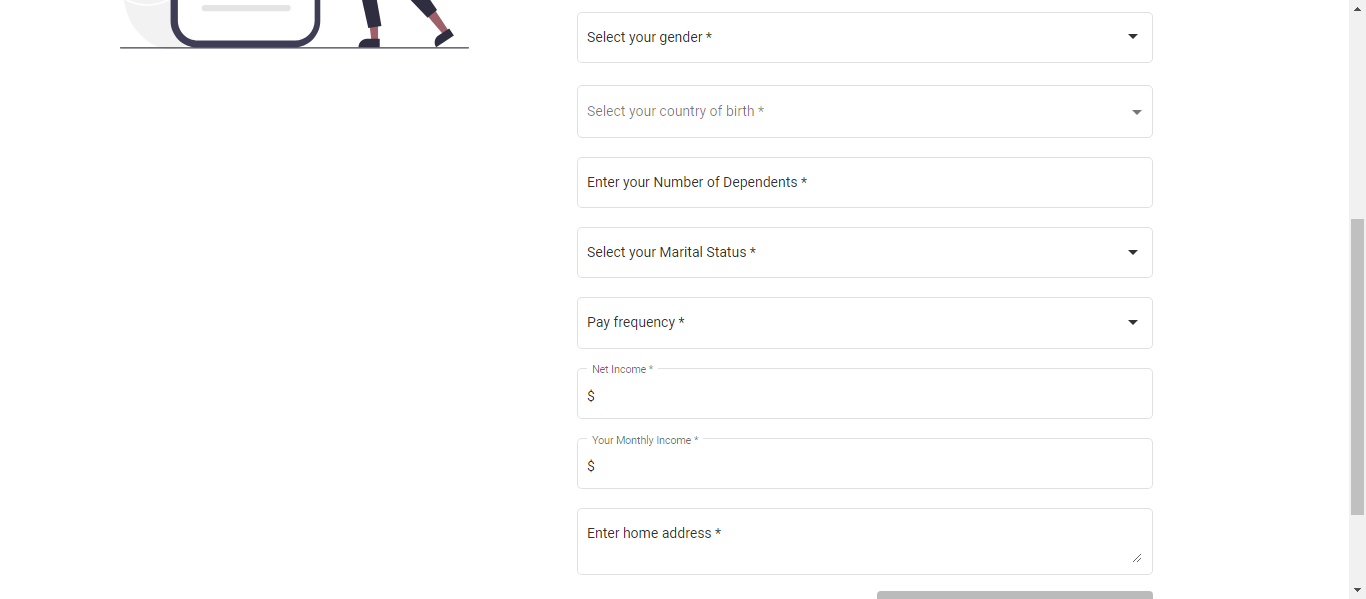 Select your gender *
Select your country of birth *
Enter your Number of Dependents *
Select your Marital Status *
Pay frequency *
Net Income *
$
Your Monthly Income *
$
Enter home address *